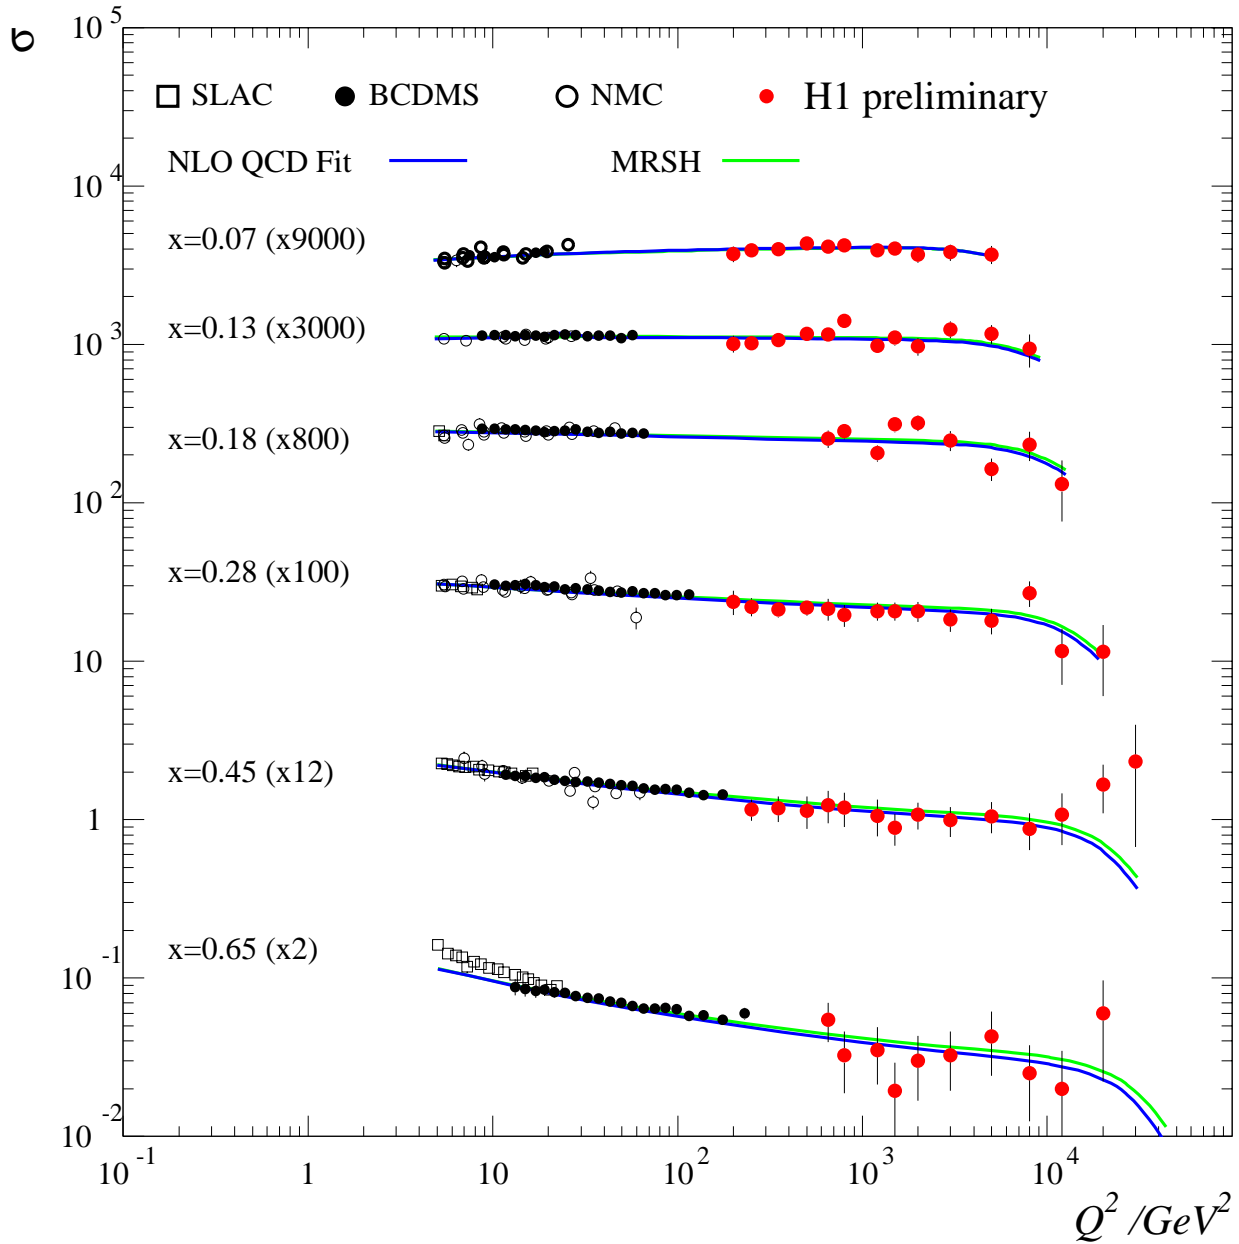 σ
10^5
SLAC BCDMS NMC H1 preliminary
NLO QCD Fit MRSH
10^4
x=0.07 (x9000)
x=0.13 (x3000)
10^3
x=0.18 (x800)
10^2
x=0.28 (x100)
10
x=0.45 (x12)
1
x=0.65 (x2)
10^-1
10^-2
10^-1 1 10 10^2 10^3 10^4
Q^2 /GeV^2